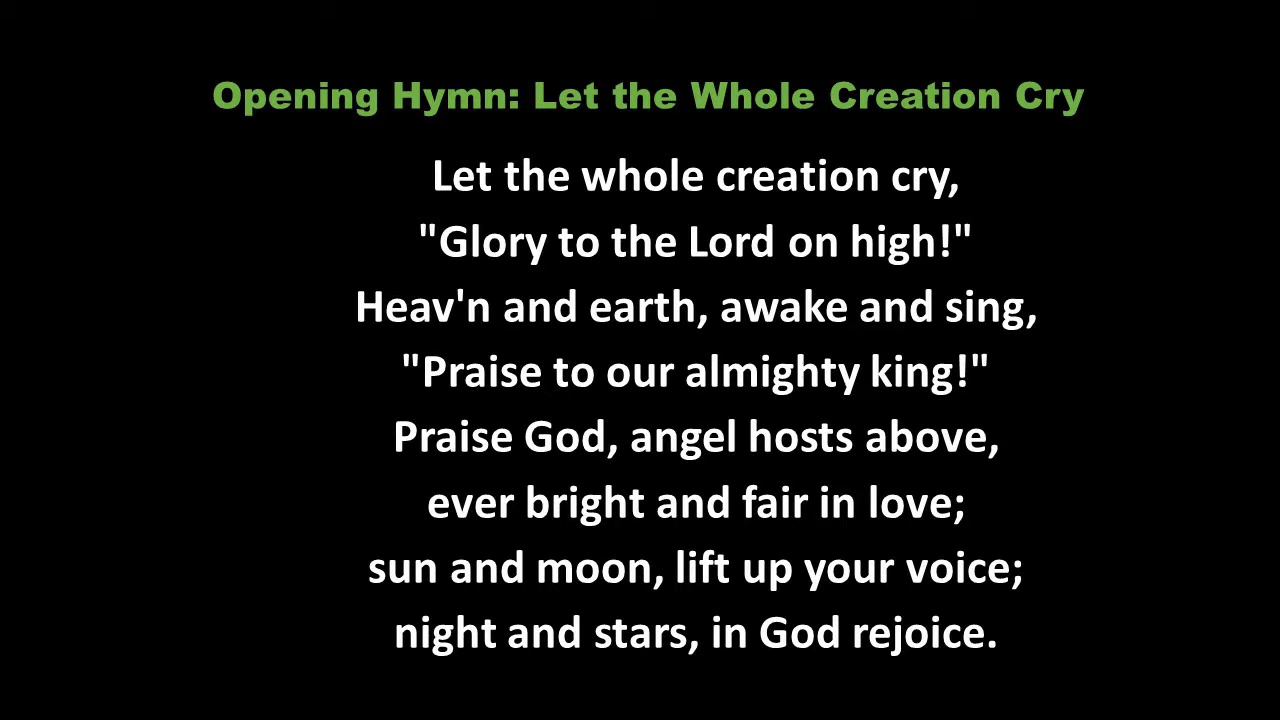 Opening Hymn: Let the Whole Creation Cry
Let the whole creation cry,
"Glory to the Lord on high!"
Heav'n and earth, awake and sing,
"Praise to our almighty king!"
Praise God, angel hosts above,
ever bright and fair in love;
sun and moon, lift up your voice;
night and stars, in God rejoice.